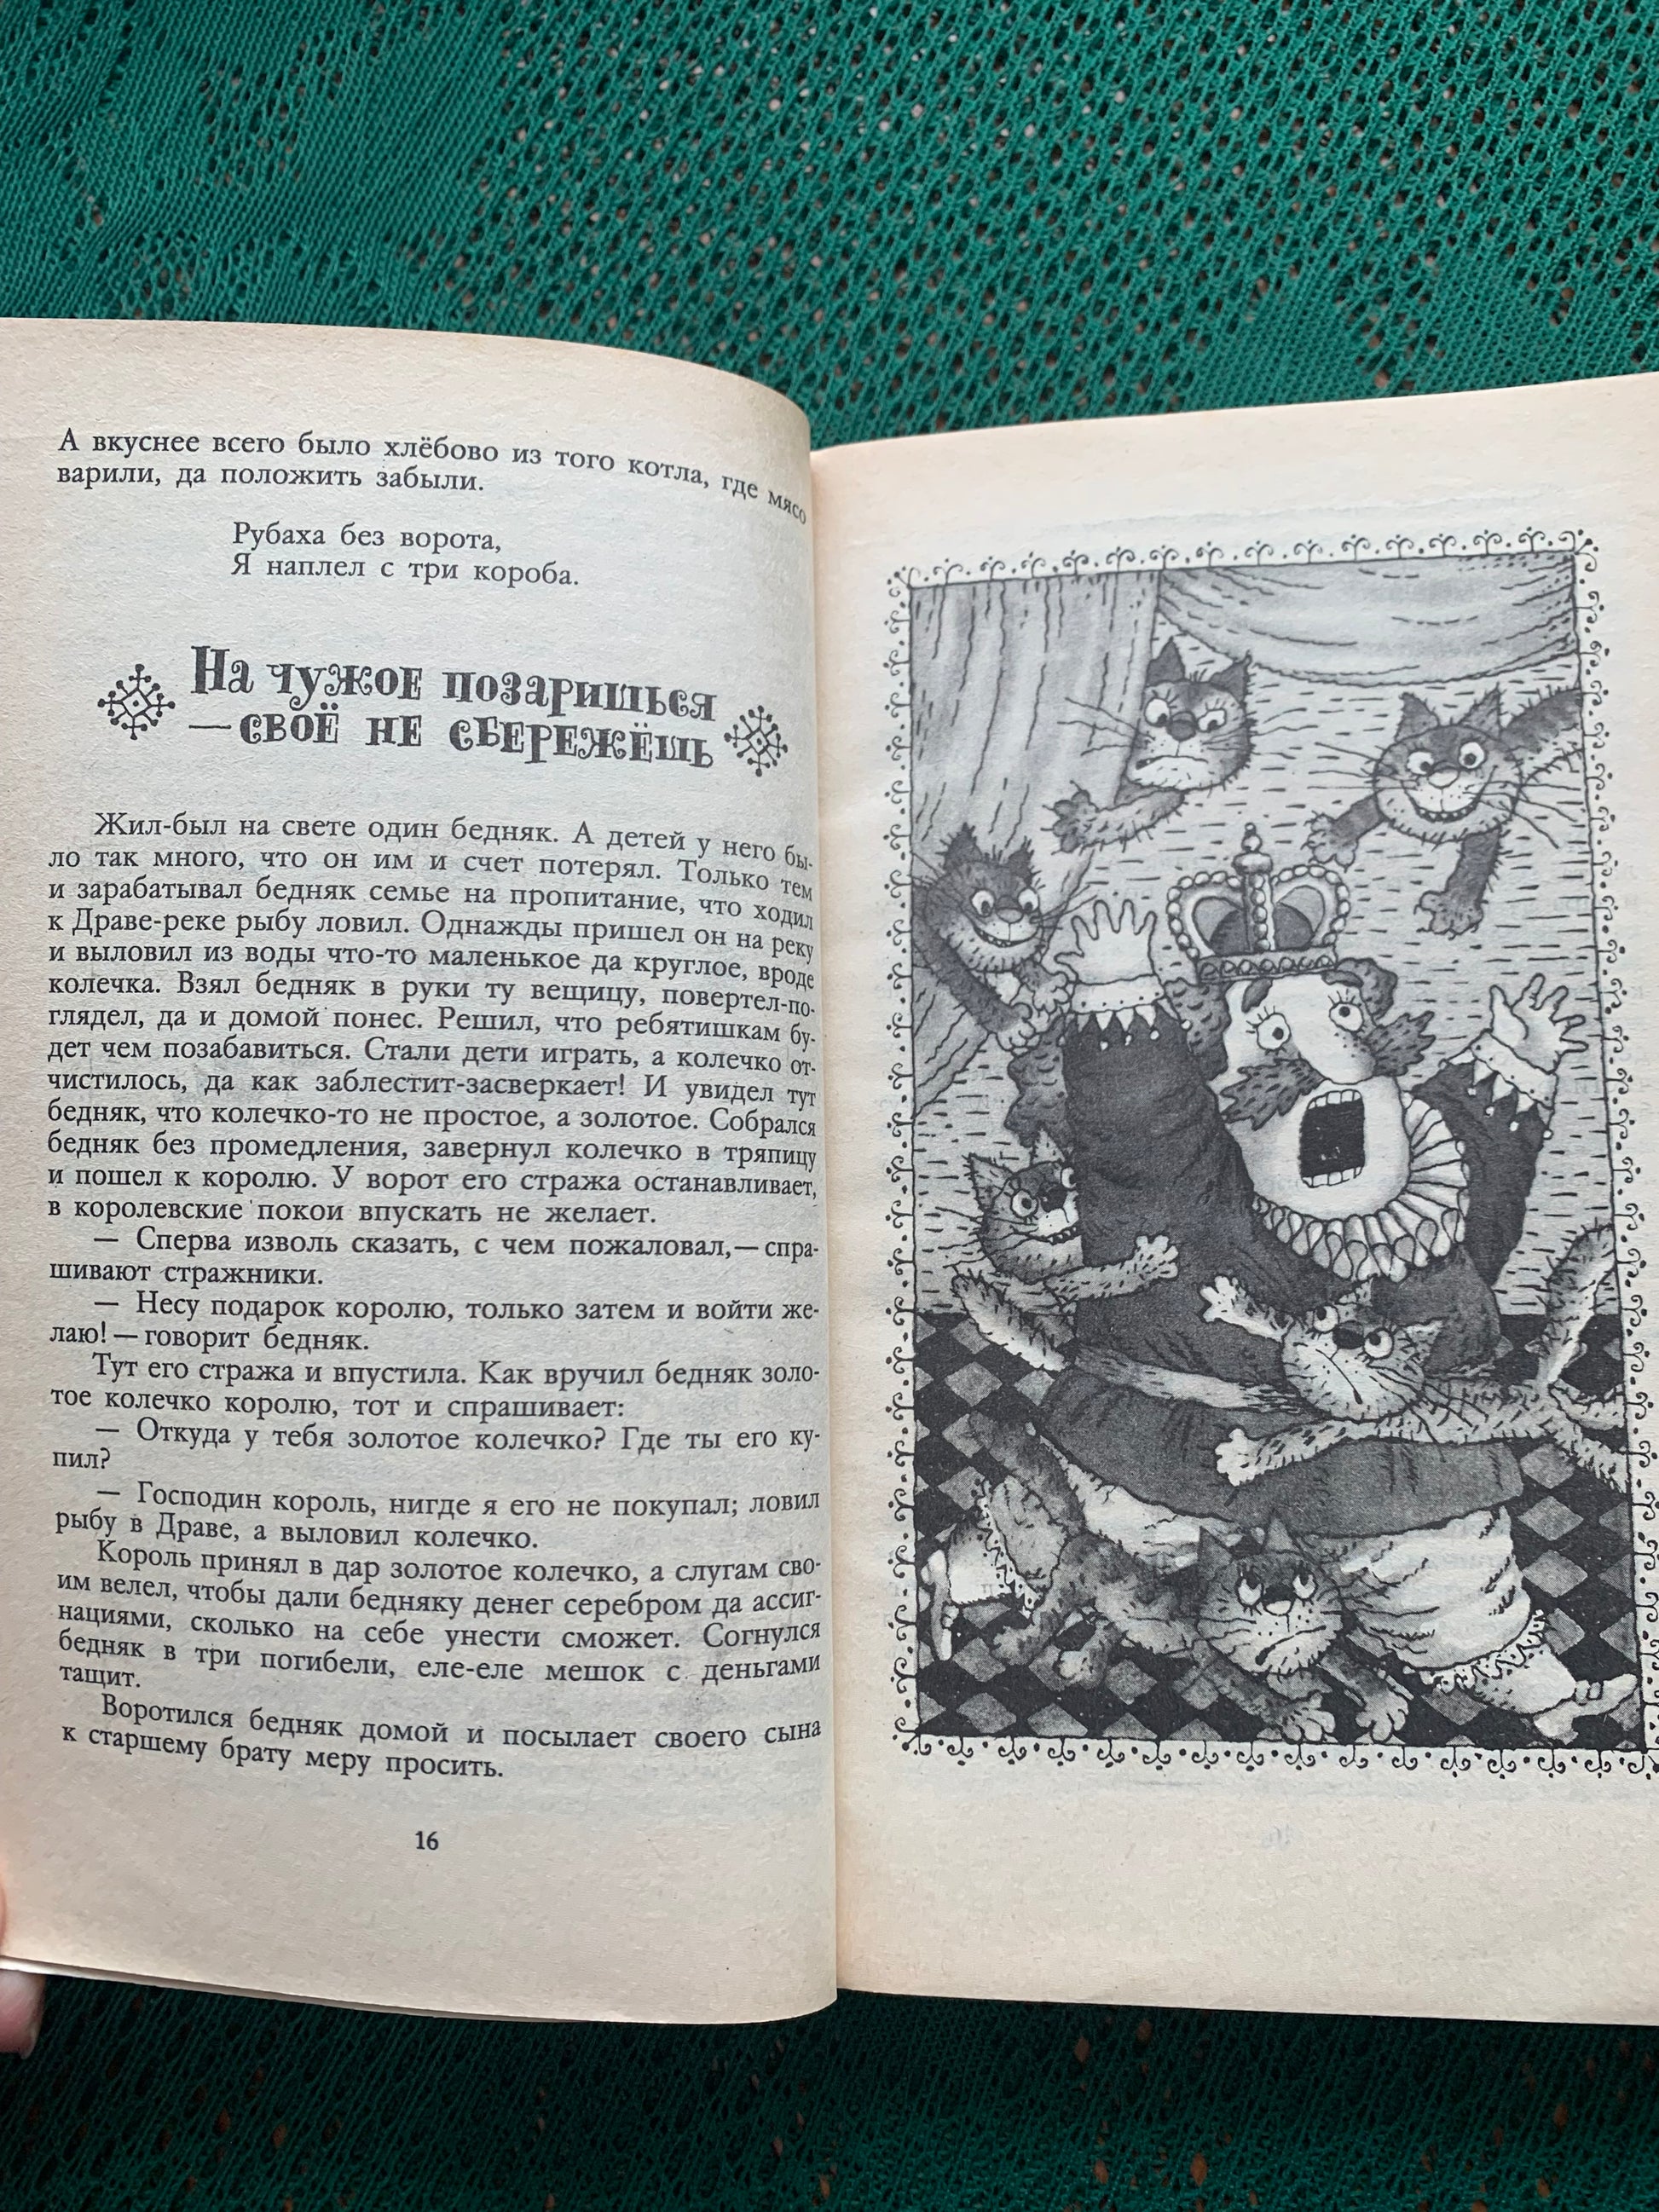 А вкуснее всего было хлёбово из того котла, где мясо
варили, да положить забыли.
Рубаха без ворота,
Я наплел с три короба.
На чужое позаришься
— своё не сбережёшь
Жил-был на свете один бедняк. А детей у него бы-
ло так много, что он им и счет потерял. Только тем
и зарабатывал бедняк семье на пропитание, что ходил
к Драве-реке рыбу ловил. Однажды пришел он на реку
и выловил из воды что-то маленькое да круглое, вроде
колечка. Взял бедняк в руки ту вещицу, повертел-по-
глядел, да и домой понес. Решил, что ребятишкам бу-
дет чем позабавиться. Стали дети играть, а колечко от-
чистилось, да как заблестит-засверкает! И увидел тут
бедняк, что колечко-то не простое, а золотое. Собрался
бедняк без промедления, завернул колечко в тряпицу
и пошел к королю. У ворот его стража останавливает,
в королевские покои впускать не желает.
— Сперва изволь сказать, с чем пожаловал,— спра-
шивают стражники.
— Несу подарок королю, только затем и войти же-
лаю! — говорит бедняк.
Тут его стража и впустила. Как вручил бедняк золо-
тое колечко королю, тот и спрашивает:
— Откуда у тебя золотое колечко? Где ты его ку-
пил?
— Господин король, нигде я его не покупал; ловил
рыбу в Драве, а выловил колечко.
Король принял в дар золотое колечко, а слугам сво-
им велел, чтобы дали бедняку денег серебром да ассиг-
нациями, сколько на себе унести сможет. Согнулся
бедняк в три погибели, еле-еле мешок с деньгами
тащит.
Воротился бедняк домой и посылает своего сына
к старшему брату меру просить.
16